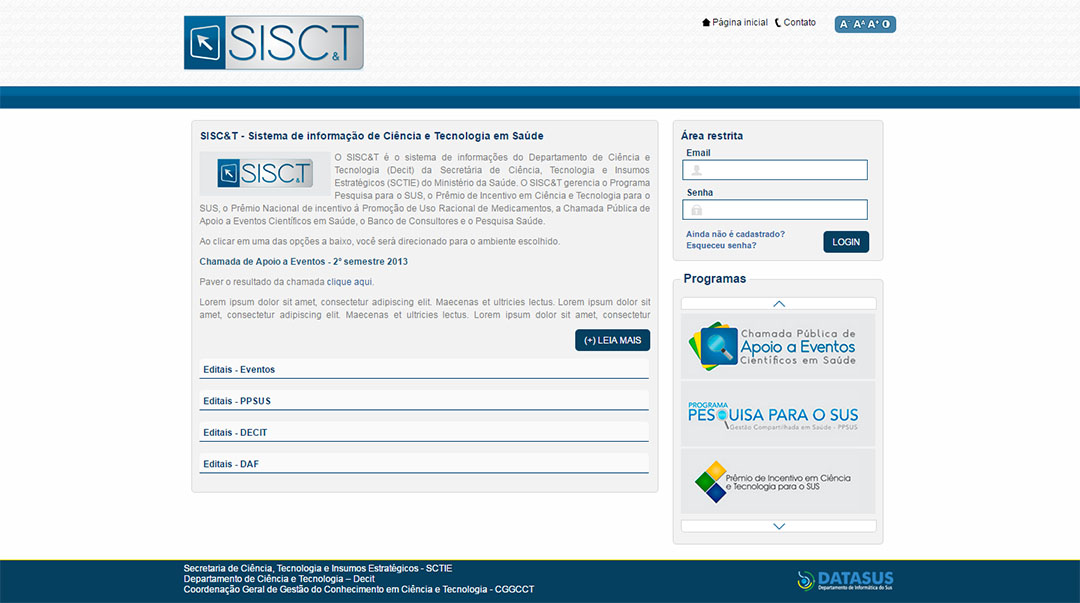 SISC&T
Página inicial Contato A- A^A A+
SISC&T - Sistema de informação de Ciência e Tecnologia em Saúde
SISC&T
O SISC&T é o sistema de informações do Departamento de Ciência e
Tecnologia (Decit) da Secretária de Ciência, Tecnologia e Insumos
Estratégicos (SCTIE) do Ministério da Saúde. O SISC&T gerencia o Programa
Pesquisa para o SUS, o Prêmio de Incentivo em Ciência e Tecnologia para o
SUS, o Prêmio Nacional de incentivo á Promoção de Uso Racional de Medicamentos, a Chamada Pública de
Apoio a Eventos Científicos em Saúde, o Banco de Consultores e o Pesquisa Saúde.
Ao clicar em uma das opções a baixo, você será direcionado para o ambiente escolhido.
Chamada de Apoio a Eventos - 2º semestre 2013
Paver o resultado da chamada clique aqui.
Lorem ipsum dolor sit amet, consectetur adipiscing elit. Maecenas et ultricies lectus. Lorem ipsum dolor sit
amet, consectetur adipiscing elit. Maecenas et ultricies lectus. Lorem ipsum dolor sit amet, consectetur
(+) LEIA MAIS
Editais - Eventos
Editais - PPSUS
Editais - DECIT
Editais - DAF
Área restrita
Email
Senha
Ainda não é cadastrado?
Esqueceu senha?
LOGIN
Programas
Chamada Pública de
Apoio a Eventos
Científicos em Saúde
PROGRAMA
PESQUISA PARA O SUS
Gestão Compartilhada em Saúde - PPSUS
Prêmio de Incentivo em Ciência
e Tecnologia para o SUS
Secretaria de Ciência, Tecnologia e Insumos Estratégicos - SCTIE
Departamento de Ciência e Tecnologia – Decit
Coordenação Geral de Gestão do Conhecimento em Ciência e Tecnologia - CGGCCT
DATASUS
Departamento de Informática do Sus